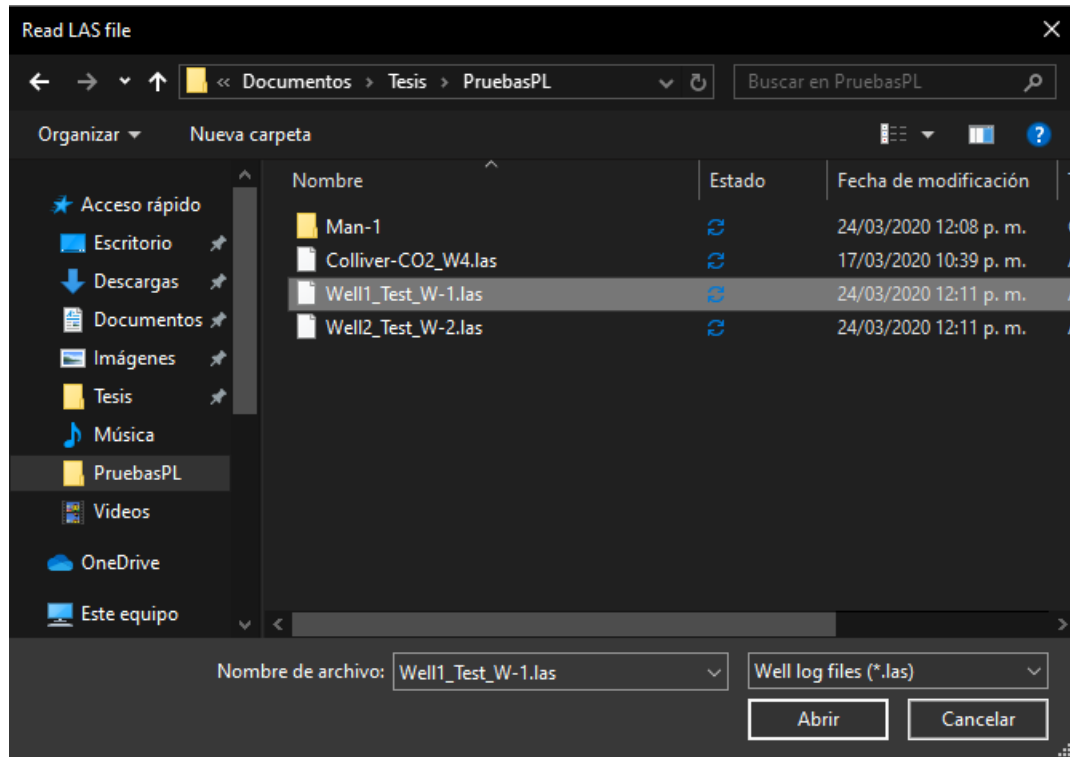 Read LAS file
« Documentos > Tesis > PruebasPL
Buscar en PruebasPL
Organizar
Nueva carpeta
?
Nombre
Estado
Fecha de modificación
Acceso rápido
Escritorio
Descargas
Documentos
Imágenes
Tesis
Música
PruebasPL
Videos
OneDrive
Este equipo
Man-1 24/03/2020 12:08 p. m.
Colliver-CO2_W4.las 17/03/2020 10:39 p. m.
Well1_Test_W-1.las 24/03/2020 12:11 p. m.
Well2_Test_W-2.las 24/03/2020 12:11 p. m.
Nombre de archivo: Well1_Test_W-1.las
Well log files (*.las)
Abrir
Cancelar